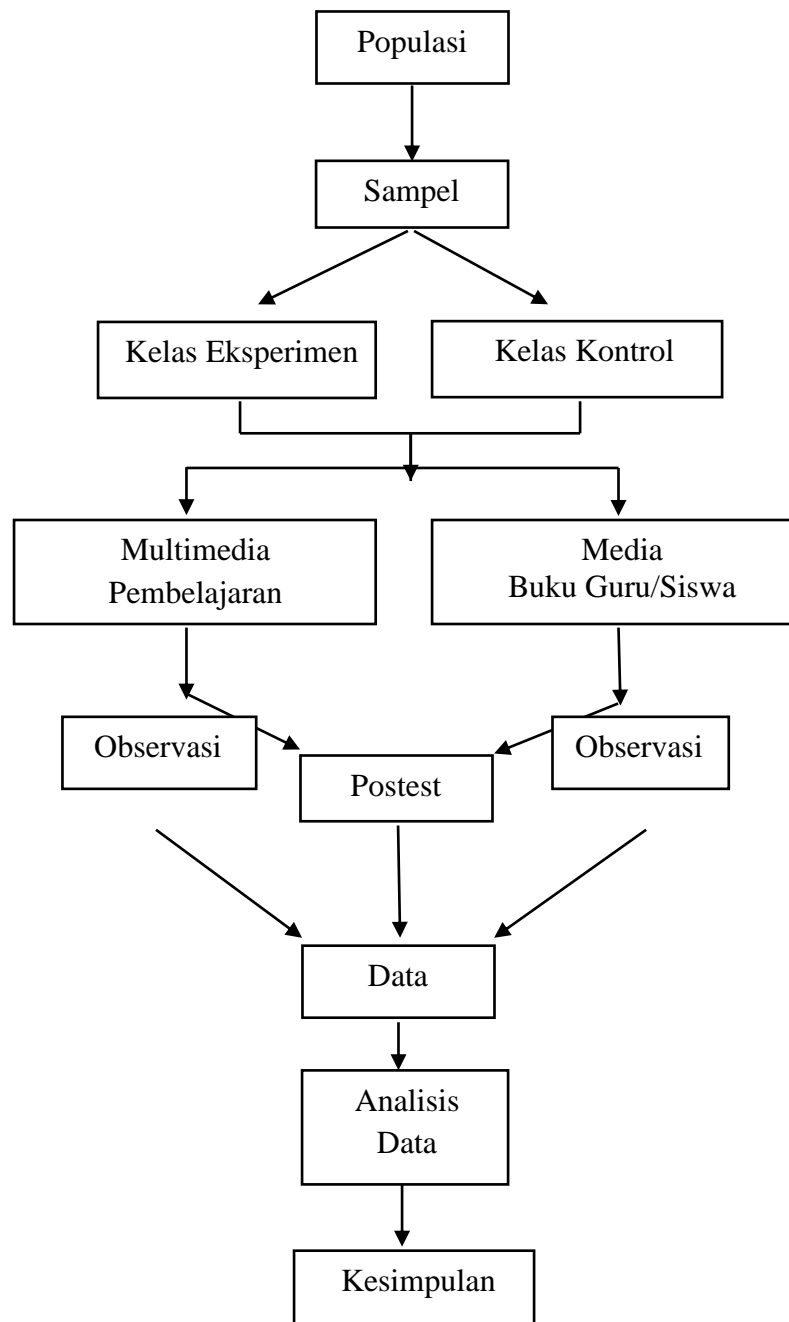 Populasi
Sampel
Kelas Eksperimen
Kelas Kontrol
Multimedia
Pembelajaran
Media
Buku Guru/Siswa
Observasi
Postest
Observasi
Data
Analisis
Data
Kesimpulan